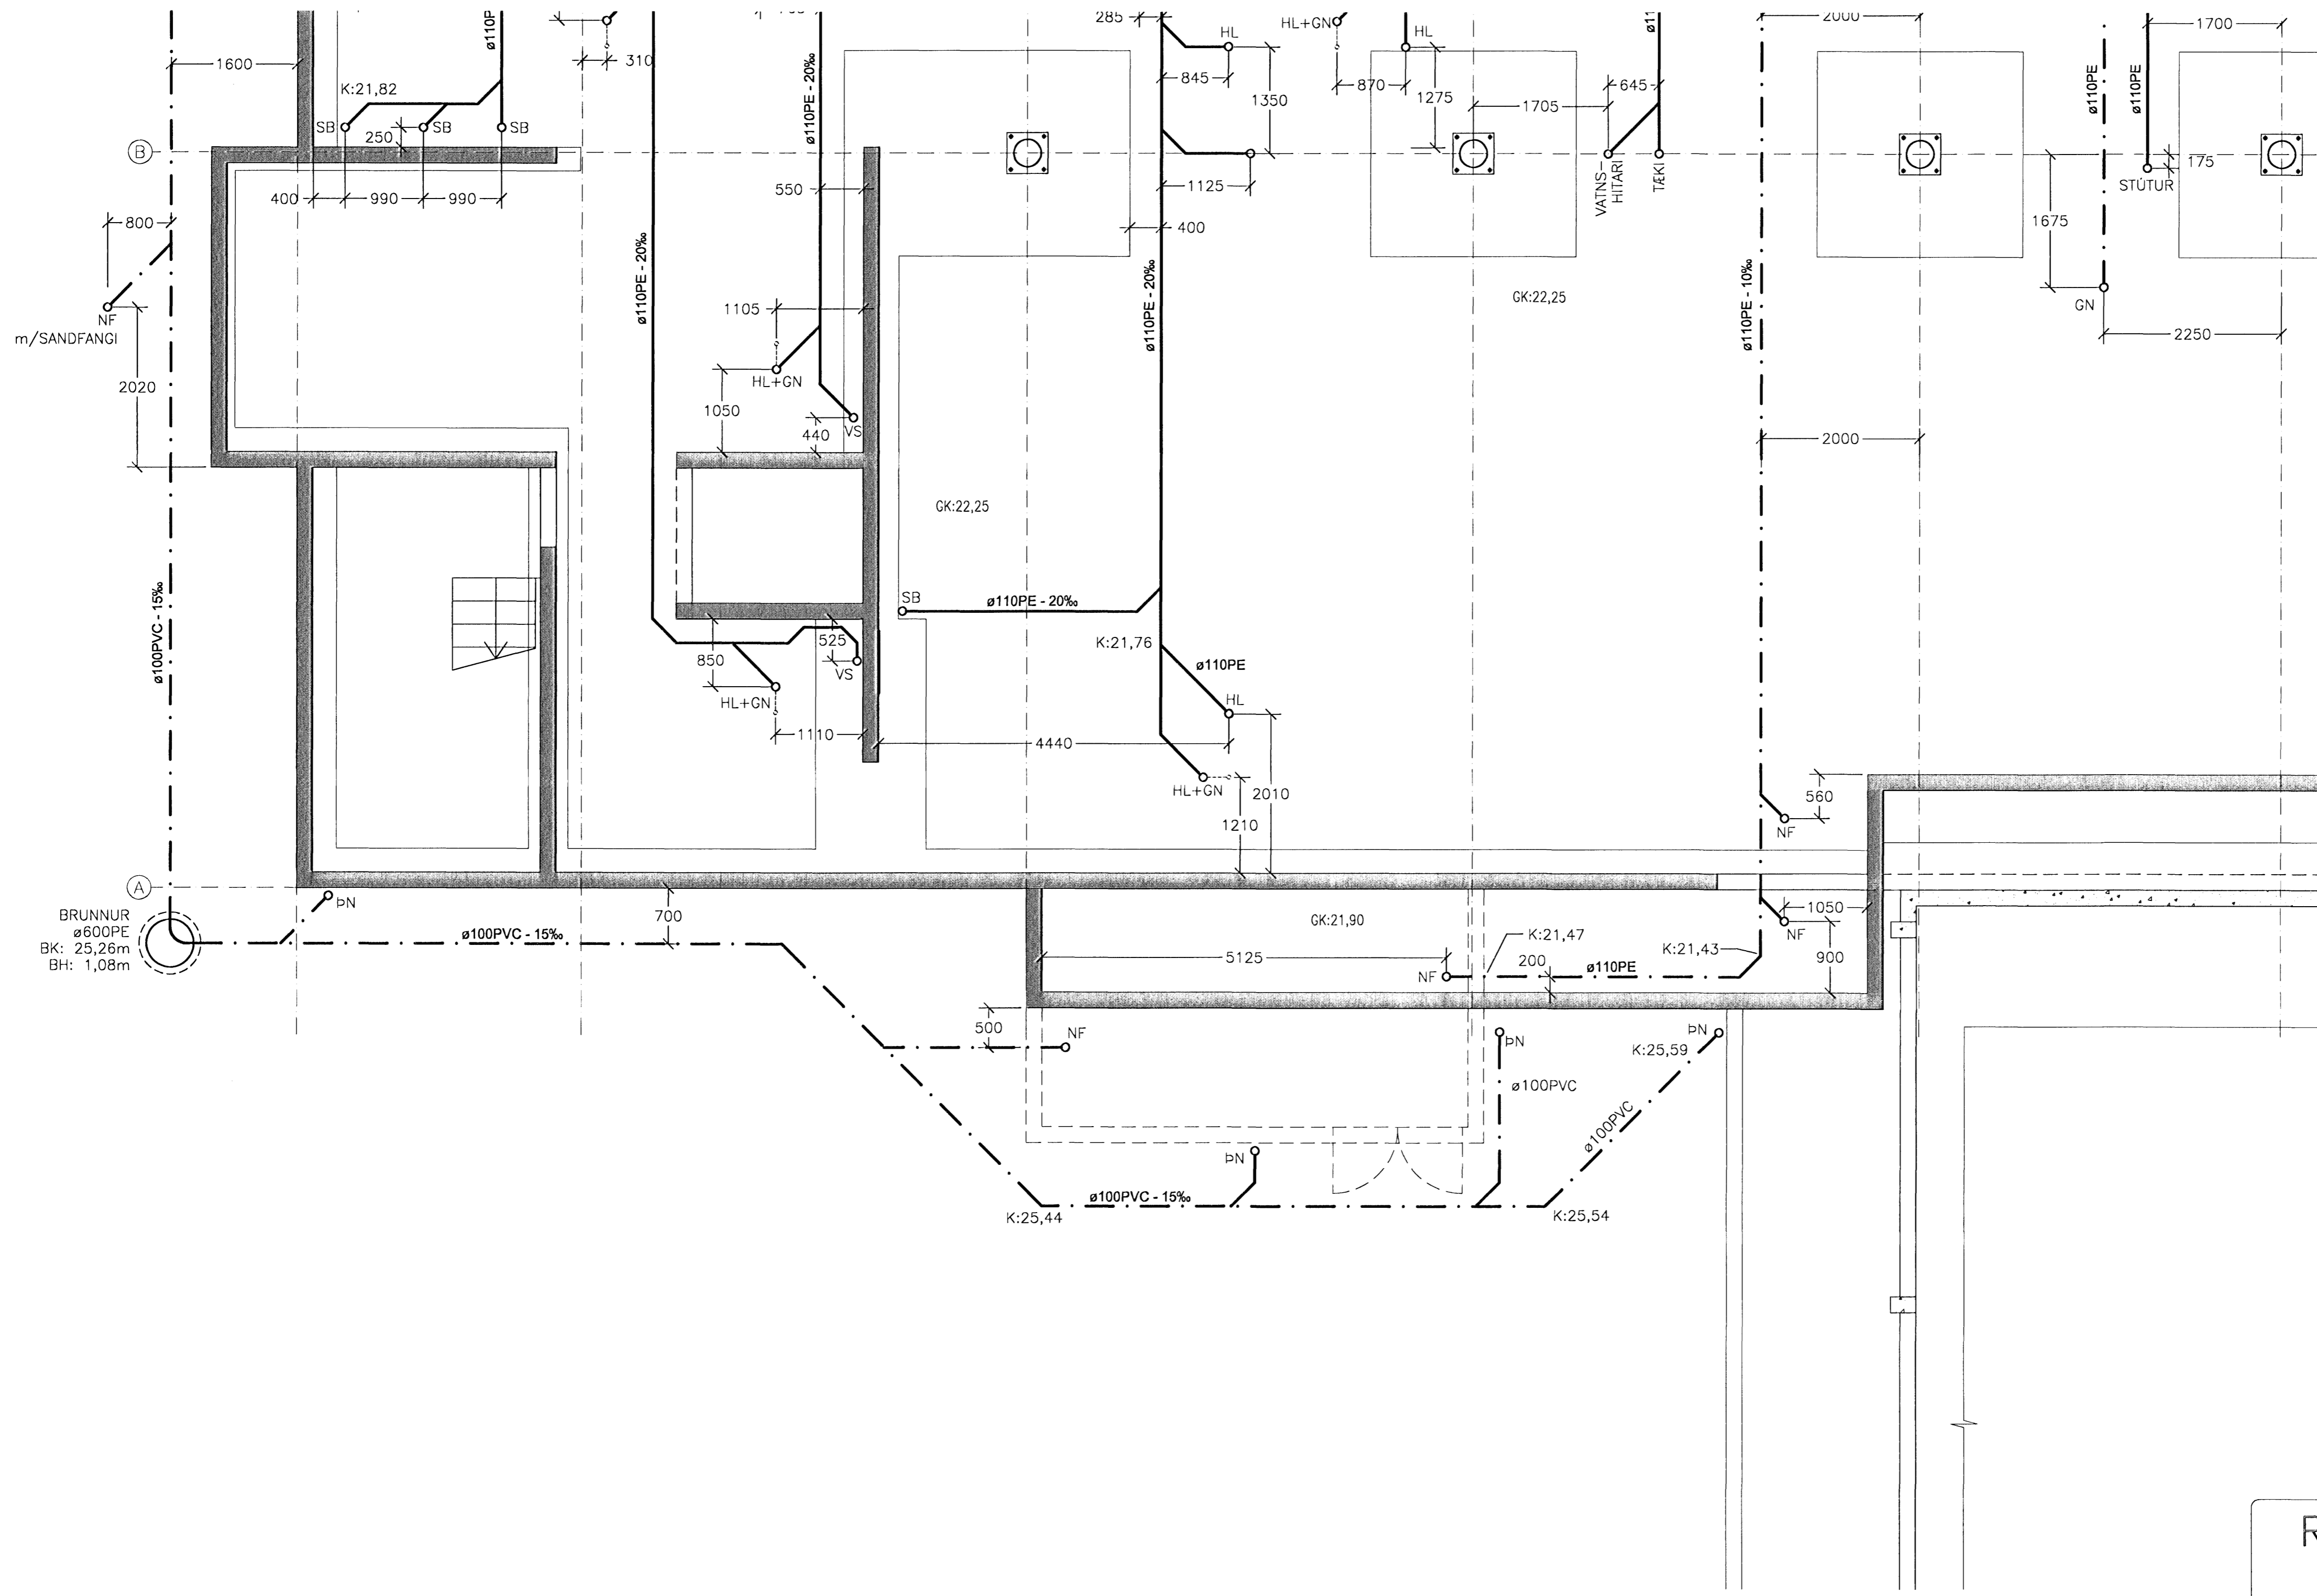 285
HL+GN
HL
HL
2000
1700
1600
310
K:21,82
845
870
645
1350
1275
1705
ø110PE - 20‰
ø110PE
ø110PE
SB
SB
SB
250
B
175
STÚTUR
VATNS-
HITARI
TÆKI
550
1125
400
990
990
800
400
1675
GN
2250
ø110PE - 20‰
ø110PE - 20‰
ø110PE - 10‰
GK:22,25
1105
NF
m/SANDFANGI
2020
HL+GN
1050
440
VS
2000
GK:22,25
ø100PVC - 15‰
SB
ø110PE - 20‰
525
850
VS
K:21,76
ø110PE
HL+GN
HL
1110
4440
HL+GN
2010
1210
560
NF
A
ÞN
BRUNNUR
ø600PE
BK: 25,26m
BH: 1,08m
700
ø100PVC - 15‰
GK:21,90
1050
NF
K:21,47
K:21,43
5125
200
ø110PE
900
NF
500
NF
ÞN
ÞN
K:25,59
ø100PVC
ø100PVC
ÞN
ø100PVC - 15‰
K:25,44
K:25,54
R